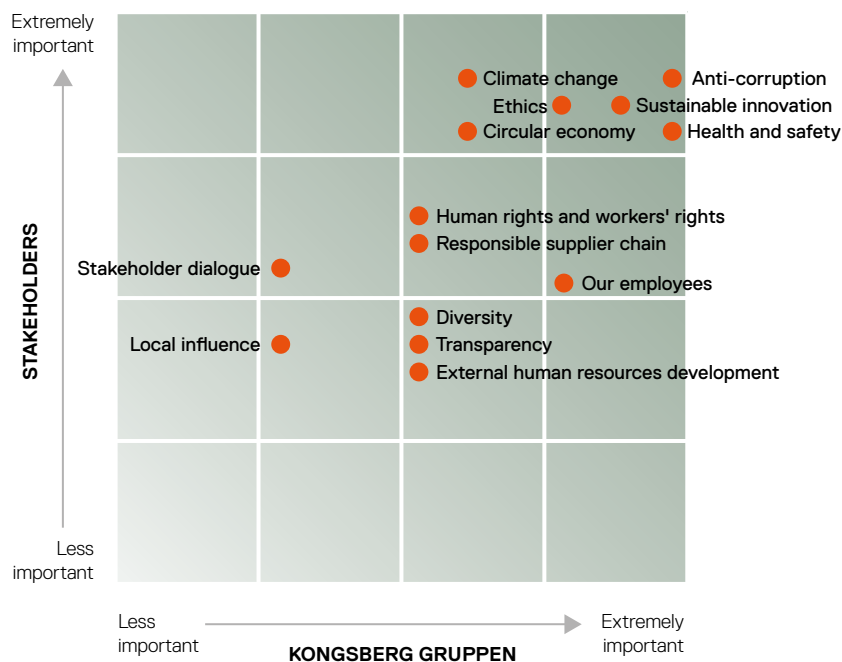 Extremely
important
Climate change
Anti-corruption
Ethics
Sustainable innovation
Circular economy
Health and safety
Human rights and workers' rights
Responsible supplier chain
Stakeholder dialogue
Our employees
Diversity
Local influence
Transparency
External human resources development
STAKEHOLDERS
Less
important
Less
important
Extremely
important
KONGSBERG GRUPPEN